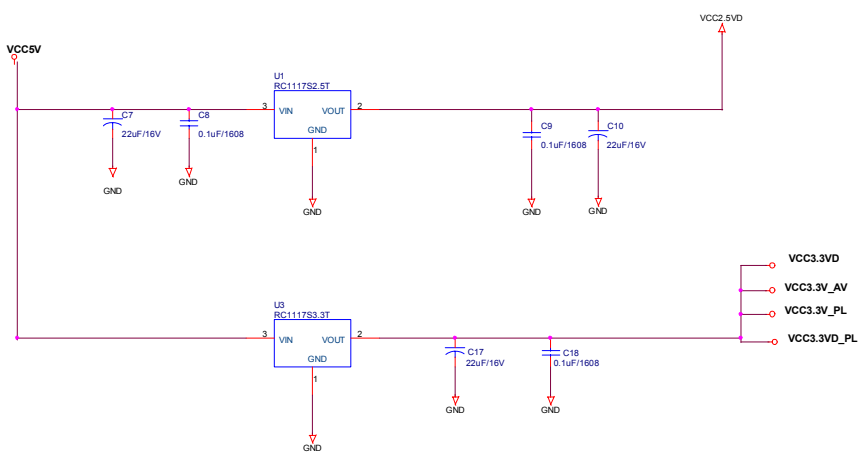 VCC2.5VD
VCC5V
U1
RC1117S2.5T
3
VIN
VOUT
2
GND
1
C7
22uF/16V
C8
0.1uF/1608
C9
0.1uF/1608
C10
22uF/16V
GND
GND
GND
GND
GND
VCC3.3VD
VCC3.3V_AV
VCC3.3V_PL
VCC3.3VD_PL
U3
RC1117S3.3T
3
VIN
VOUT
2
GND
1
C17
22uF/16V
C18
0.1uF/1608
GND
GND
GND